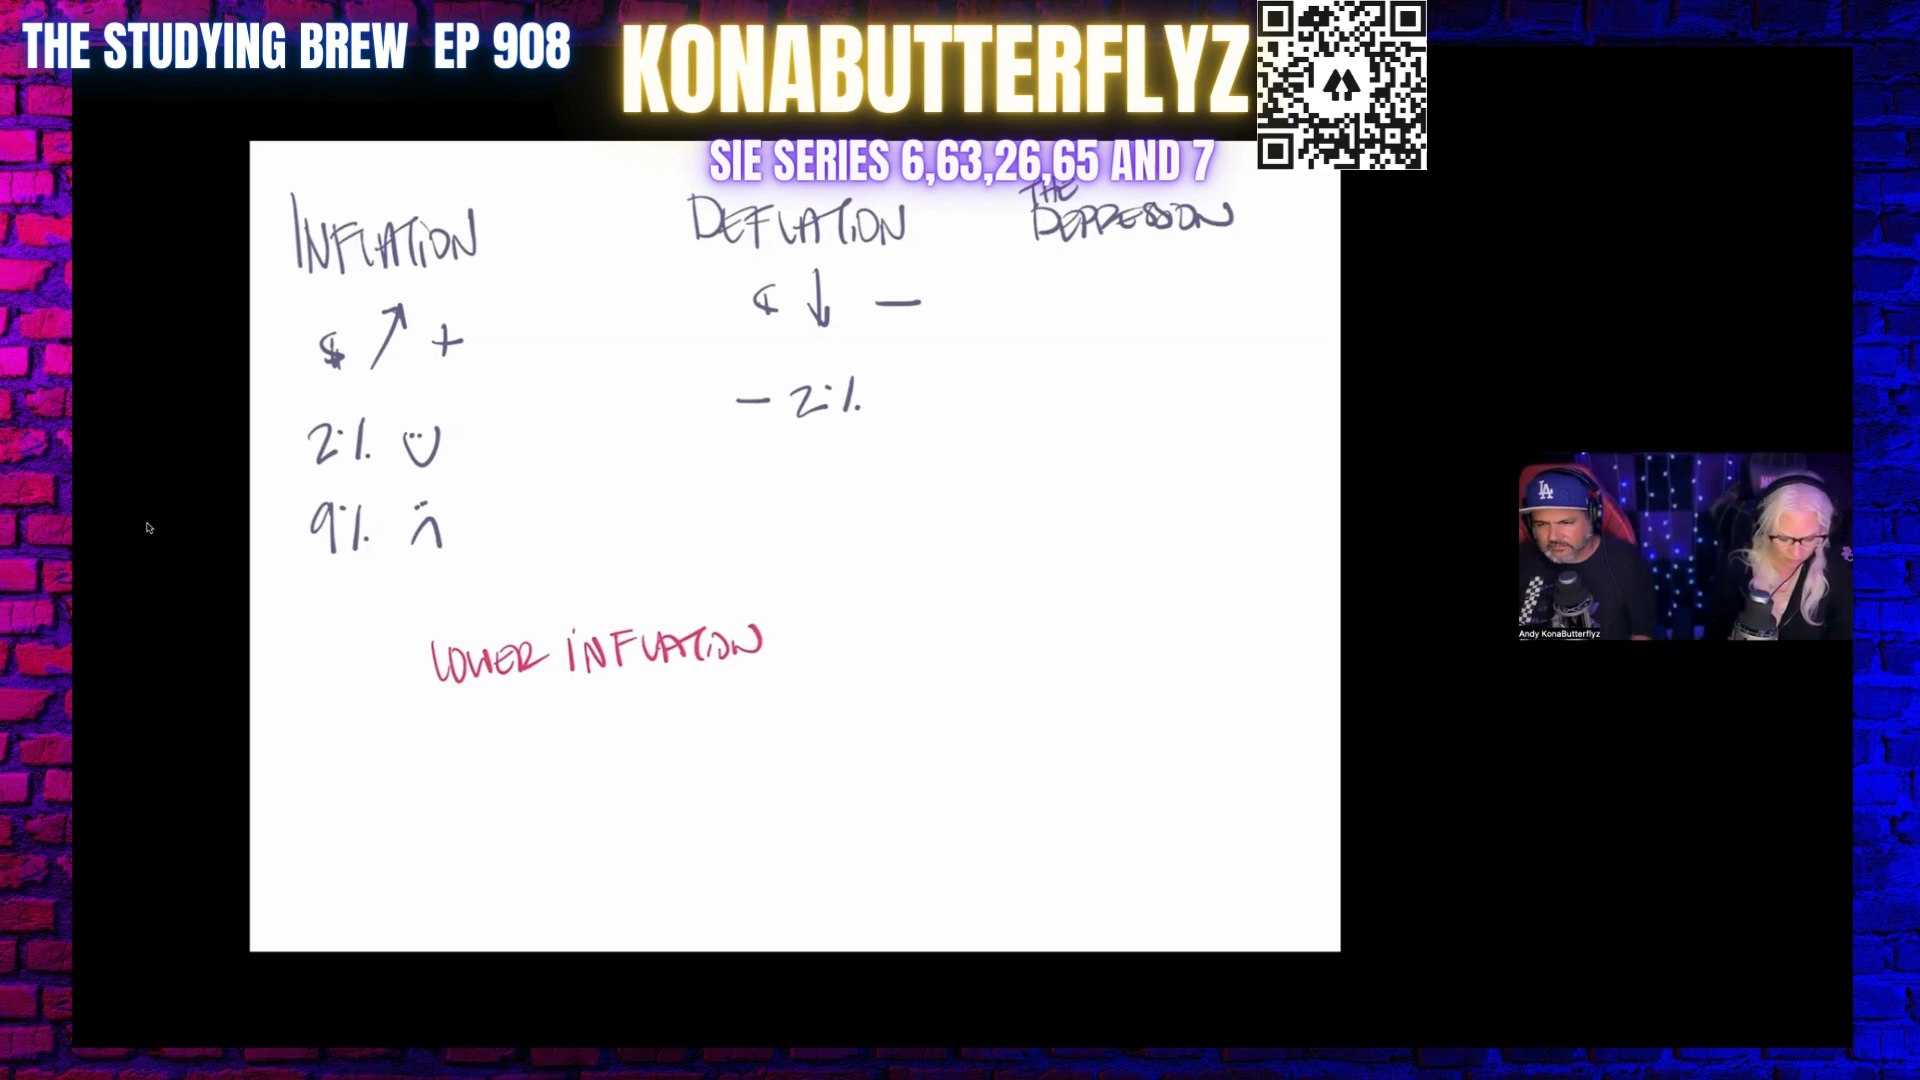 THE STUDYING BREW EP 908
KONABUTTERFLYZ
SIE SERIES 6,63,26,65 AND 7
INFLATION
$ ↗ +
2%
9%
DEFLATION
$ ↓ –
– 2%
THE
DEPRESSION
LOWER INFLATION
LA
Andy KonaButterflyz